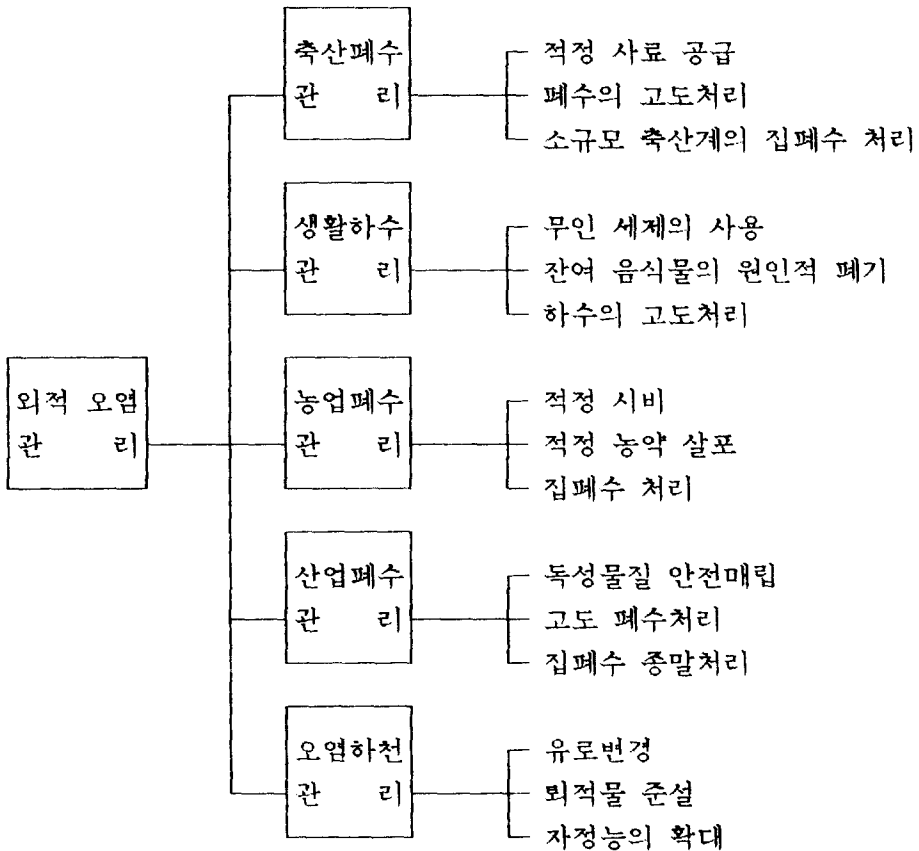 축산폐수
관 리
적정 사료 공급
폐수의 고도처리
소규모 축산계의 집폐수 처리
생활하수
관 리
무인 세제의 사용
잔여 음식물의 원인적 폐기
하수의 고도처리
외적 오염
관 리
농업폐수
관 리
적정 시비
적정 농약 살포
집폐수 처리
산업폐수
관 리
독성물질 안전매립
고도 폐수처리
집폐수 종말처리
오염하천
관 리
유로변경
퇴적물 준설
자정능의 확대